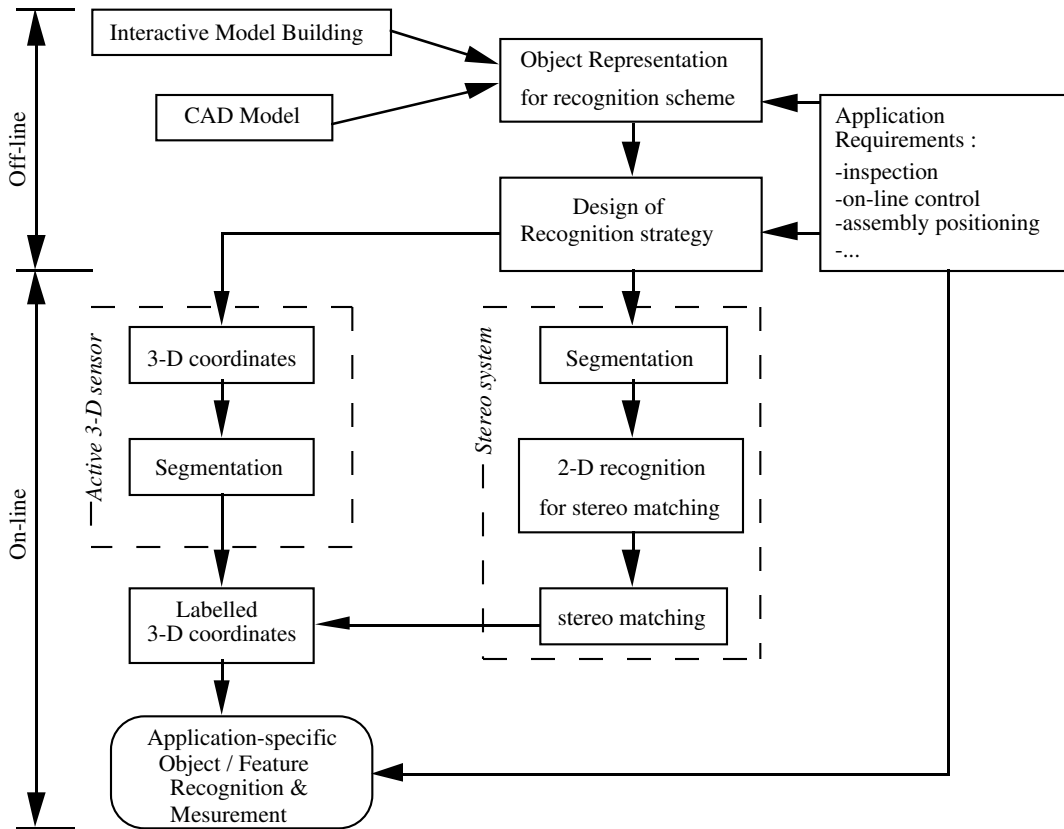 Interactive Model Building
CAD Model
Object Representation
for recognition scheme
Application
Requirements :
-inspection
-on-line control
-assembly positioning
-...
Off-line
Design of
Recognition strategy
On-line
Active 3-D sensor
3-D coordinates
Segmentation
Stereo system
Segmentation
2-D recognition
for stereo matching
stereo matching
Labelled
3-D coordinates
Application-specific
Object / Feature
Recognition &
Mesurement